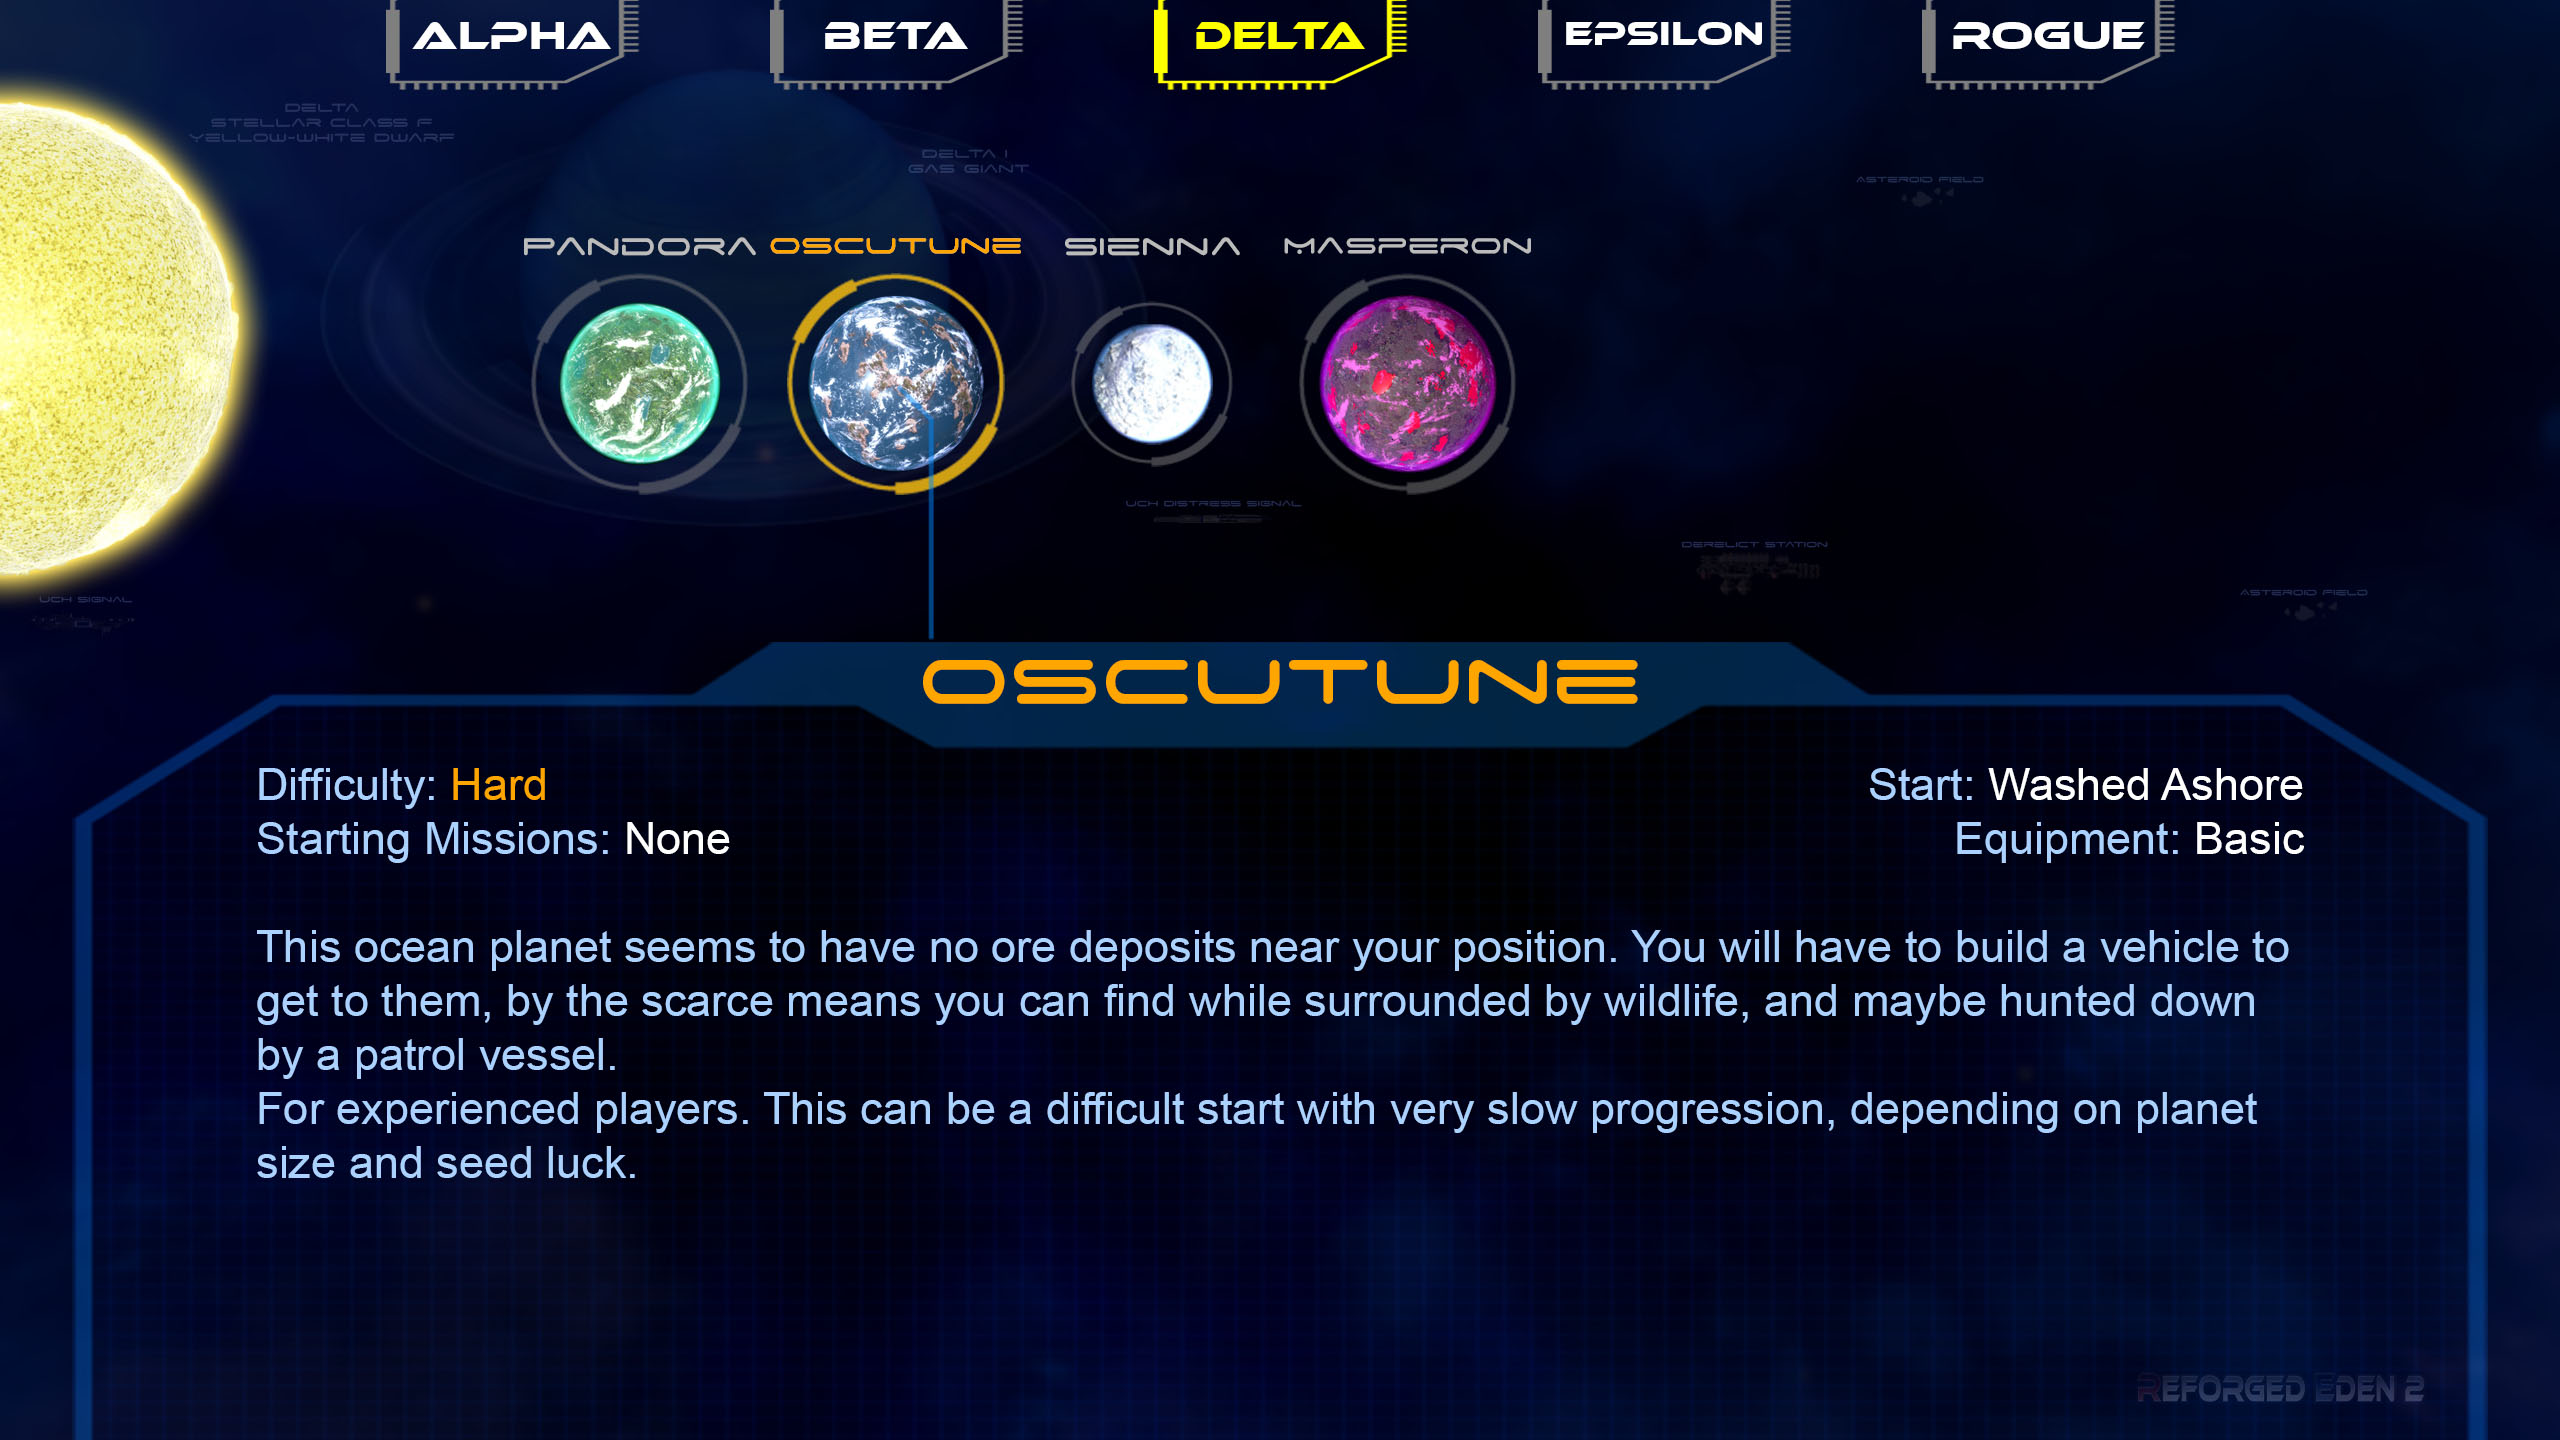 ALPHA
BETA
DELTA
EPSILON
ROGUE
DELTA
STELLAR CLASS F
YELLOW-WHITE DWARF
DELTA I
GAS GIANT
ASTEROID FIELD
PANDORA
OSCUTUNE
SIENNA
MASPERON
UCH DISTRESS SIGNAL
DERELICT STATION
UCH SIGNAL
ASTEROID FIELD
OSCUTUNE
Difficulty: Hard
Starting Missions: None
Start: Washed Ashore
Equipment: Basic
This ocean planet seems to have no ore deposits near your position. You will have to build a vehicle to
get to them, by the scarce means you can find while surrounded by wildlife, and maybe hunted down
by a patrol vessel.
For experienced players. This can be a difficult start with very slow progression, depending on planet
size and seed luck.
REFORGED EDEN 2